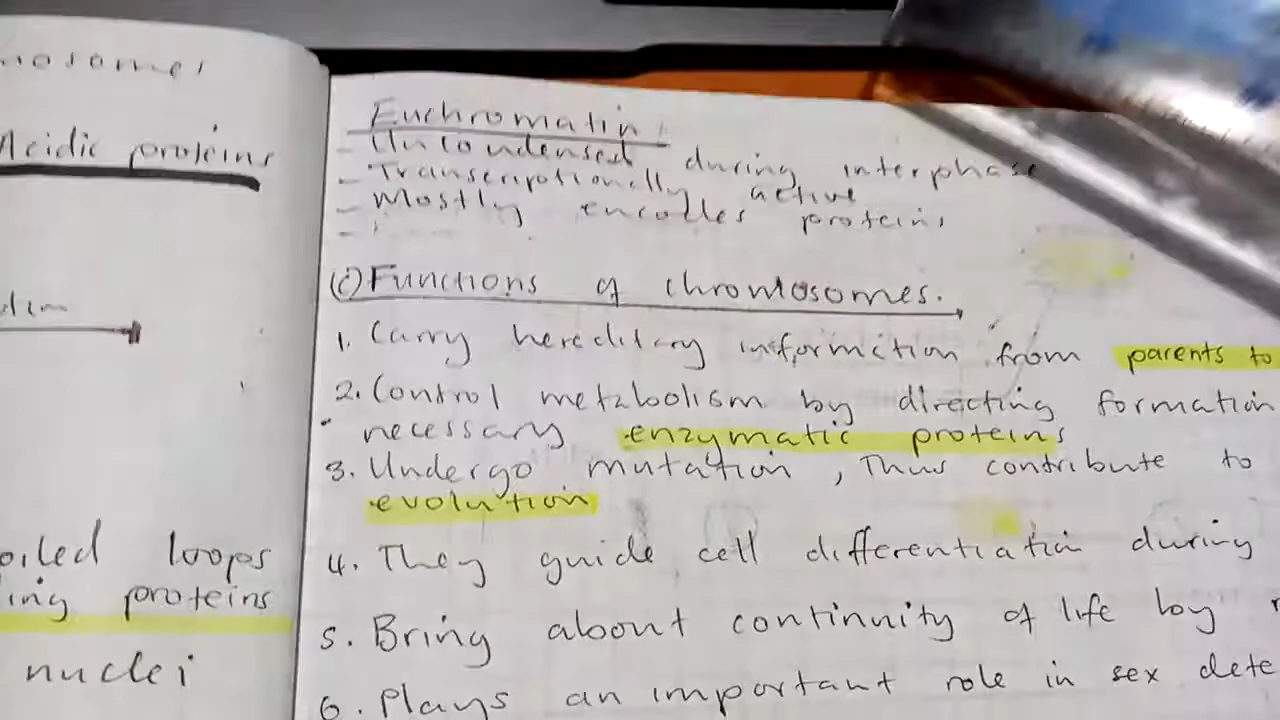 Acidic proteins
oiled loops
ing proteins
nuclei
Euchromatin
- Uncondensed during interphase
- Transcriptionally active
- Mostly encodes proteins
(c) Functions of chromosomes.
1. Carry hereditary information from parents to
2. Control metabolism by directing formation
necessary enzymatic proteins
3. Undergo mutation, Thus contribute to
evolution
4. They guide cell differentiation during
5. Bring about continuity of life by
6. Plays an important role in sex dete